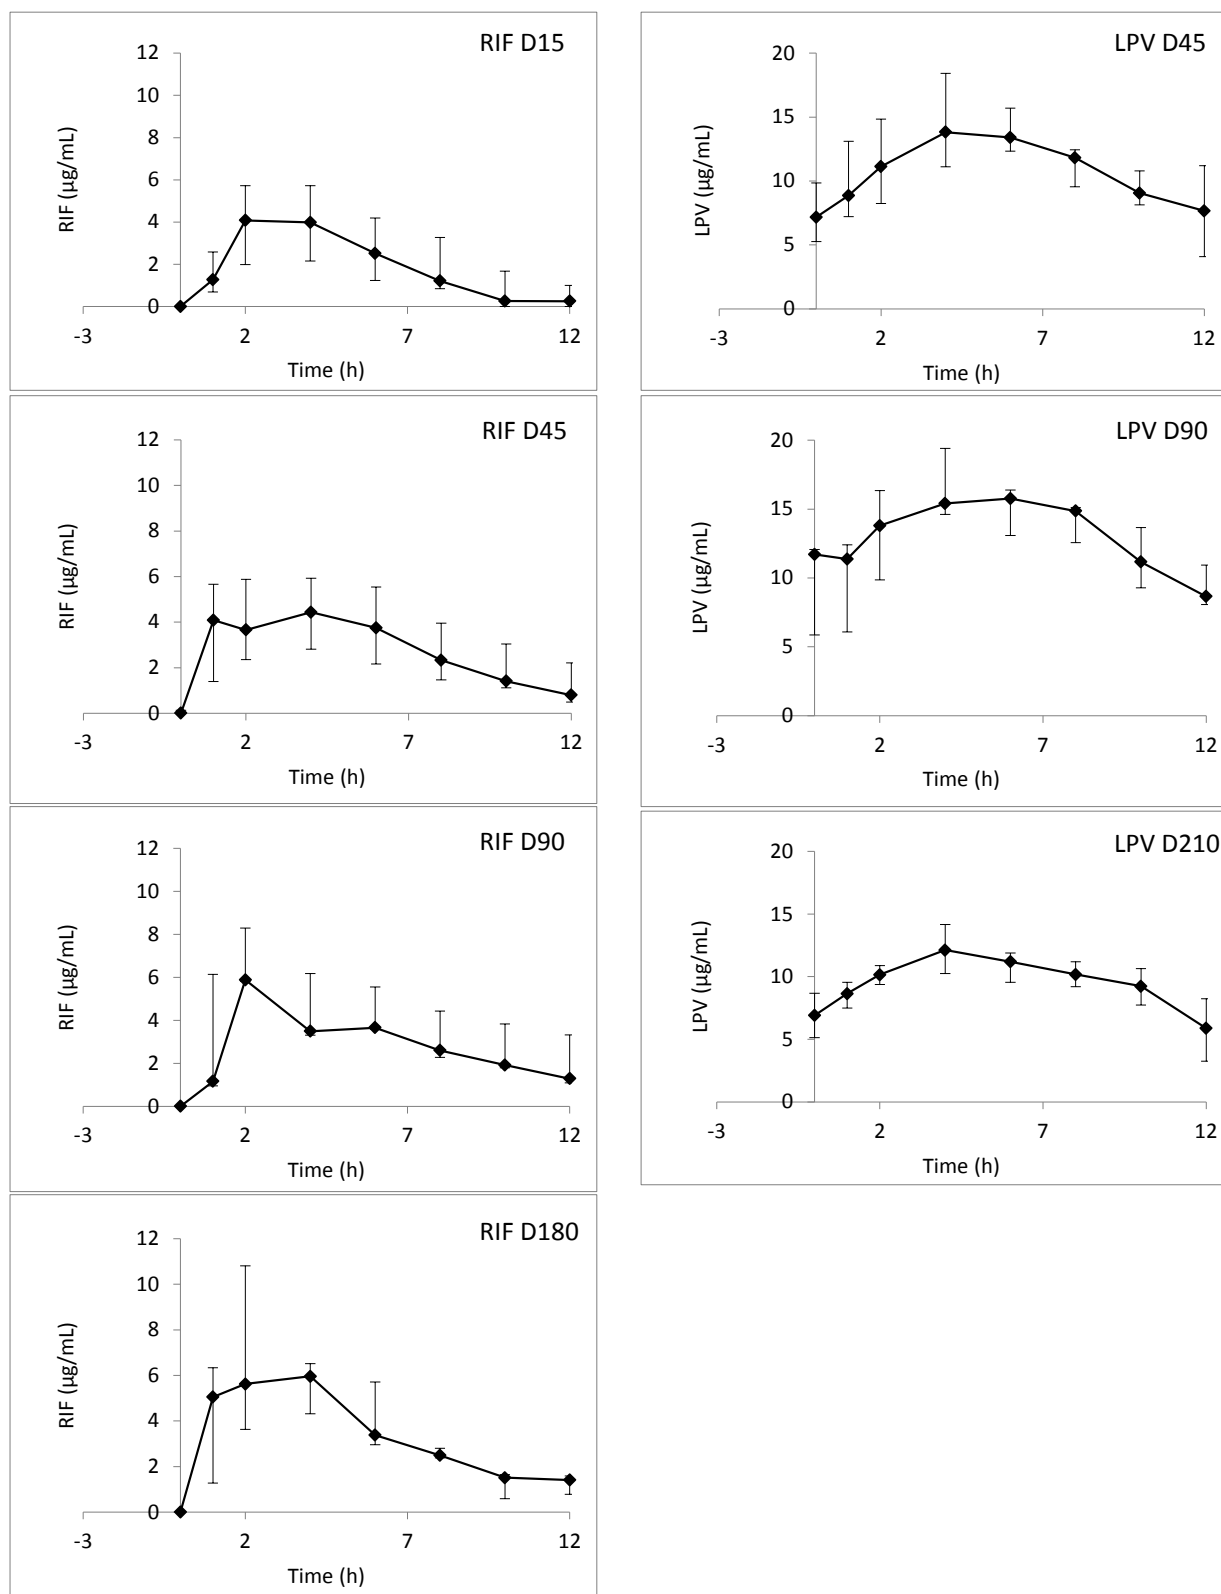 RIF D15
12
10
8
6
4
2
0
RIF (µg/mL)
-3 2 7 12
Time (h)
LPV D45
20
15
10
5
0
LPV (µg/mL)
-3 2 7 12
Time (h)
RIF D45
12
10
8
6
4
2
0
RIF (µg/mL)
-3 2 7 12
Time (h)
LPV D90
20
15
10
5
0
LPV (µg/mL)
-3 2 7 12
Time (h)
RIF D90
12
10
8
6
4
2
0
RIF (µg/mL)
-3 2 7 12
Time (h)
LPV D210
20
15
10
5
0
LPV (µg/mL)
-3 2 7 12
Time (h)
RIF D180
12
10
8
6
4
2
0
RIF (µg/mL)
-3 2 7 12
Time (h)